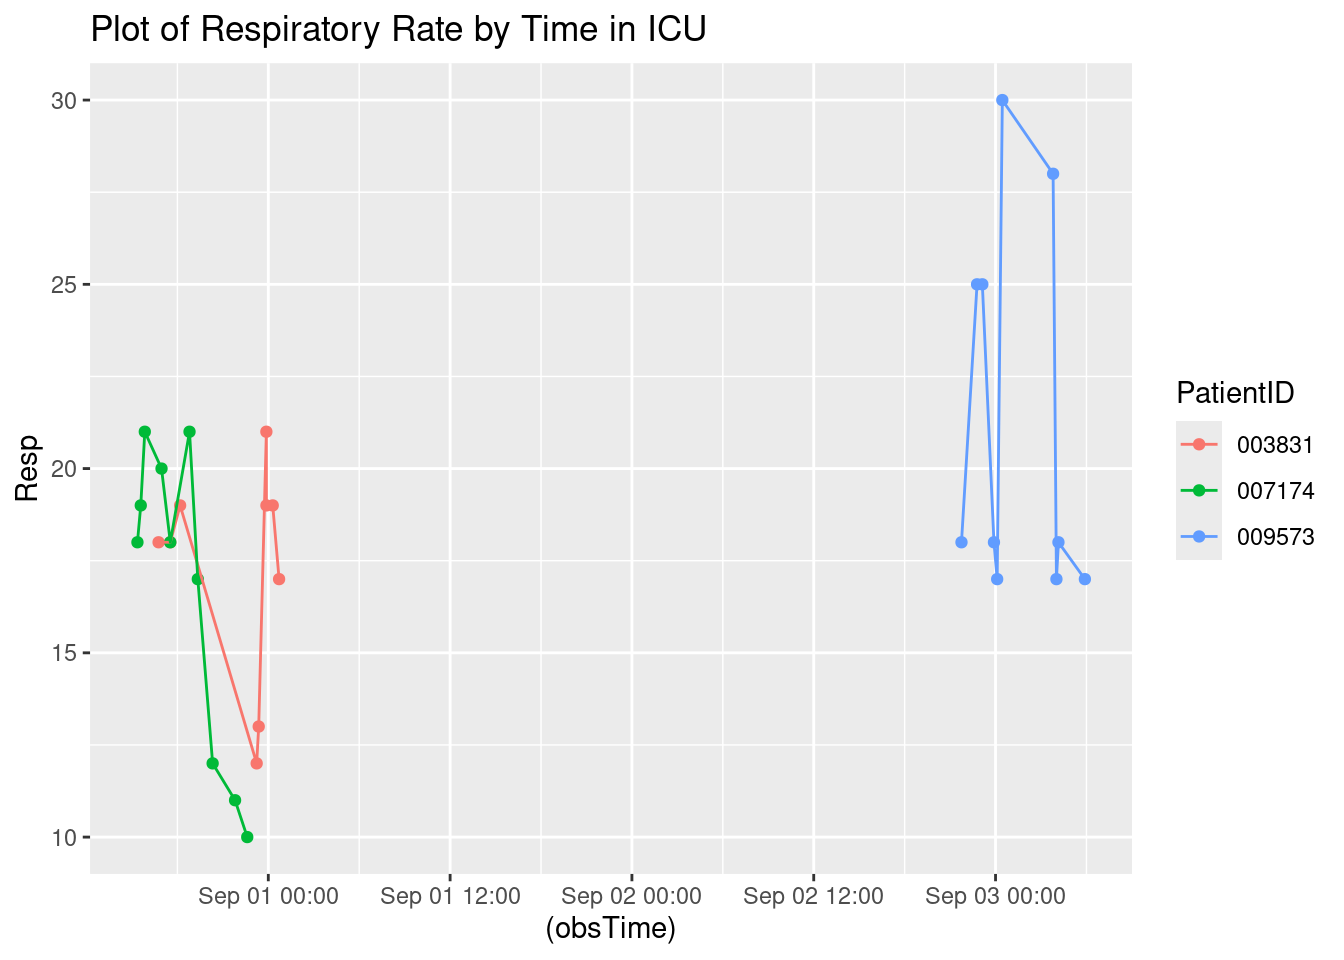 Plot of Respiratory Rate by Time in ICU
Resp
30
25
20
15
10
Sep 01 00:00 Sep 01 12:00 Sep 02 00:00 Sep 02 12:00 Sep 03 00:00
(obsTime)
PatientID
003831
007174
009573